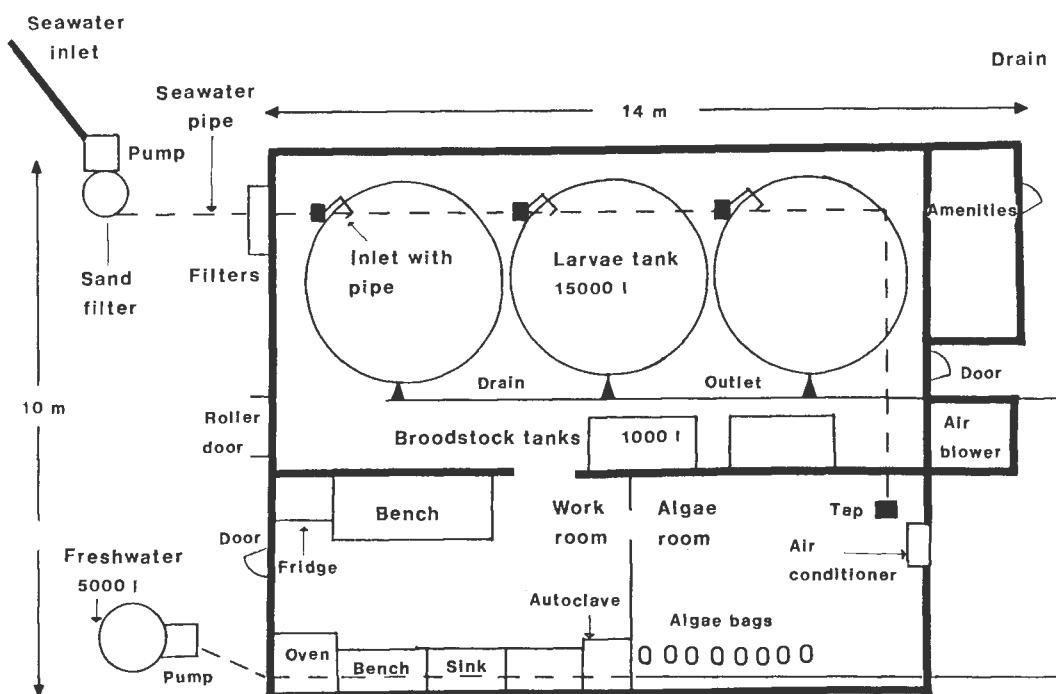 Seawater
inlet
Drain
Seawater
pipe
14 m
Pump
Amenities
Filters
Inlet with
pipe
Larvae tank
15000 l
Sand
filter
Door
Drain
Outlet
10 m
Roller
door
Broodstock tanks
1000 l
Air
blower
Bench
Work
room
Algae
room
Tap
Door
Fridge
Air
conditioner
Freshwater
5000 l
Autoclave
Algae bags
Oven
Bench
Sink
Pump